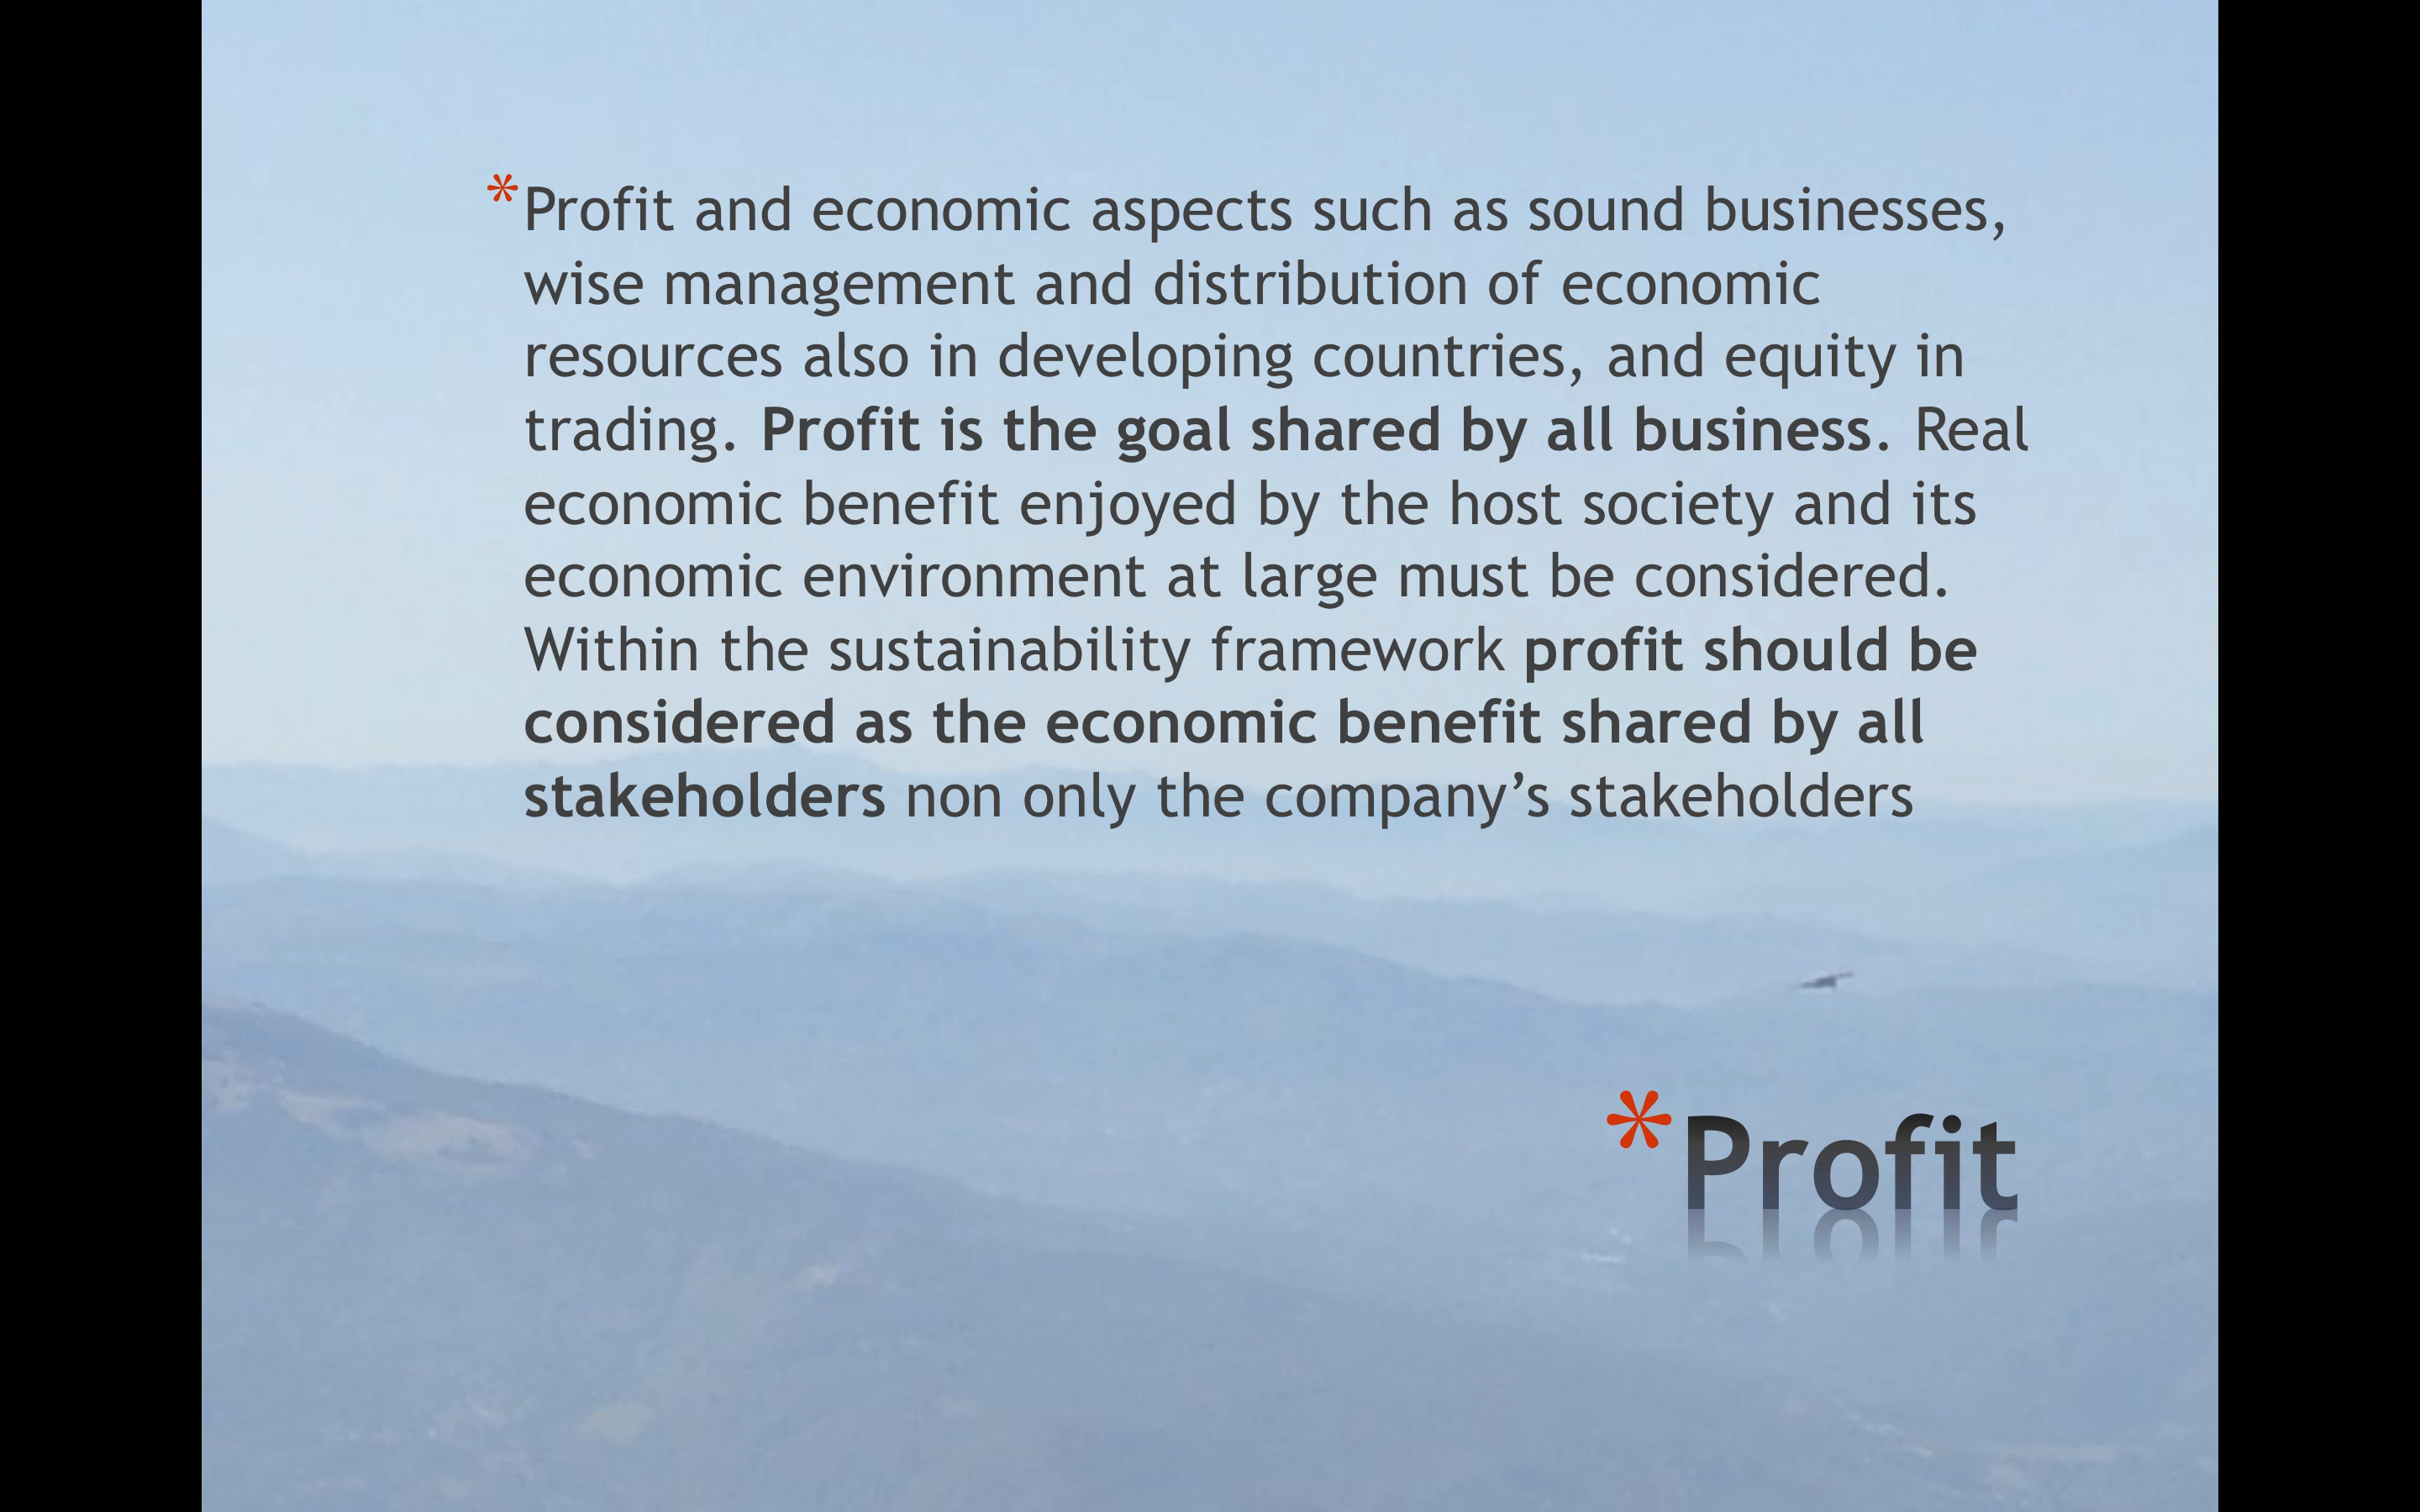 *Profit and economic aspects such as sound businesses,
wise management and distribution of economic
resources also in developing countries, and equity in
trading. Profit is the goal shared by all business. Real
economic benefit enjoyed by the host society and its
economic environment at large must be considered.
Within the sustainability framework profit should be
considered as the economic benefit shared by all
stakeholders non only the company’s stakeholders
*Profit